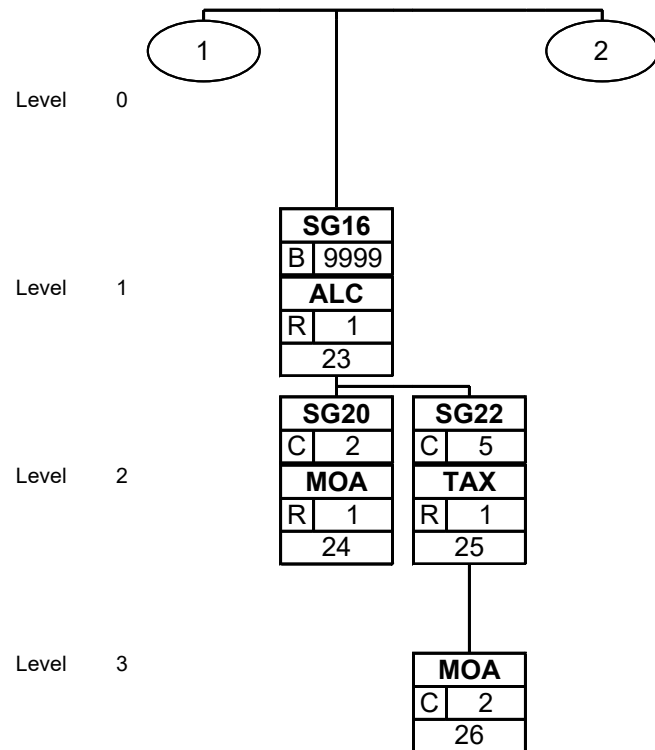 1 2
Level 0
SG16
B 9999
Level 1
ALC
R 1
23
SG20 SG22
C 2 C 5
Level 2
MOA TAX
R 1 R 1
24 25
Level 3
MOA
C 2
26